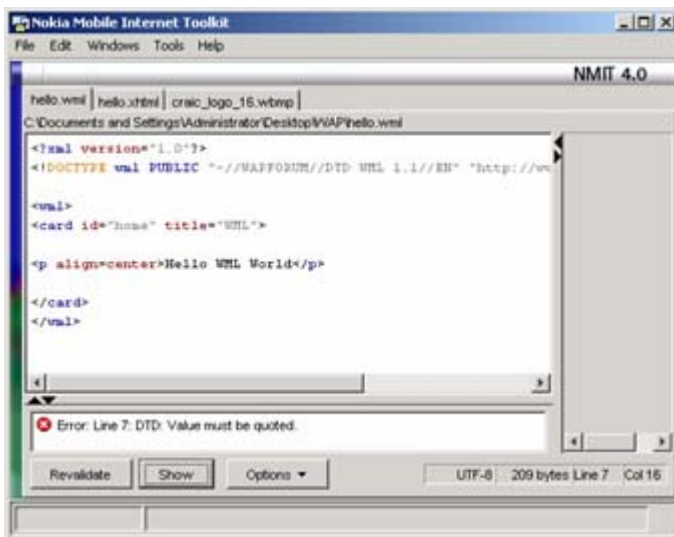 Nokia Mobile Internet Toolkit
File Edit Windows Tools Help
NMIT 4.0
hello.wml hello.xhtml craic_logo_16.wbmp
C:\Documents and Settings\Administrator\Desktop\WAP\hello.wml
<?xml version="1.0"?>
<!DOCTYPE wml PUBLIC "-//WAPFORUM//DTD WML 1.1//EN" "http://ww
<wml>
<card id="home" title="WML">
<p align=center>Hello WML World</p>
</card>
</wml>
Error: Line 7: DTD: Value must be quoted.
Revalidate Show Options UTF-8 209 bytes Line 7 Col 16